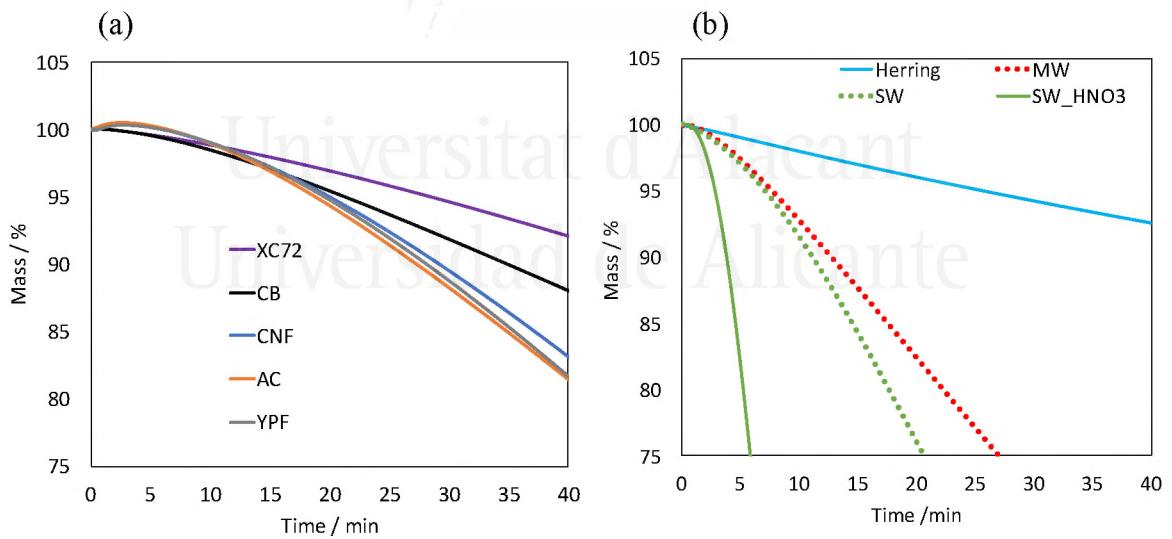 (a)
105
100
95
90
85
80
75
Mass / %
XC72
CB
CNF
AC
YPF
0 5 10 15 20 25 30 35 40
Time / min
(b)
105
100
95
90
85
80
75
Mass / %
Herring MW
SW SW_HNO3
0 5 10 15 20 25 30 35 40
Time /min
Universitat d'Alacant
Universidad de Alicante